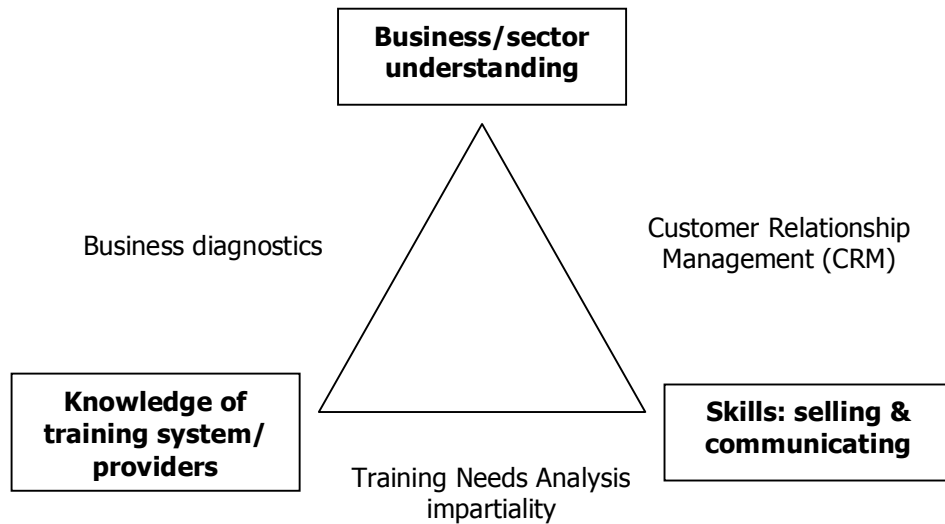 Business/sector
understanding
Business diagnostics
Customer Relationship
Management (CRM)
Knowledge of
training system/
providers
Skills: selling &
communicating
Training Needs Analysis
impartiality